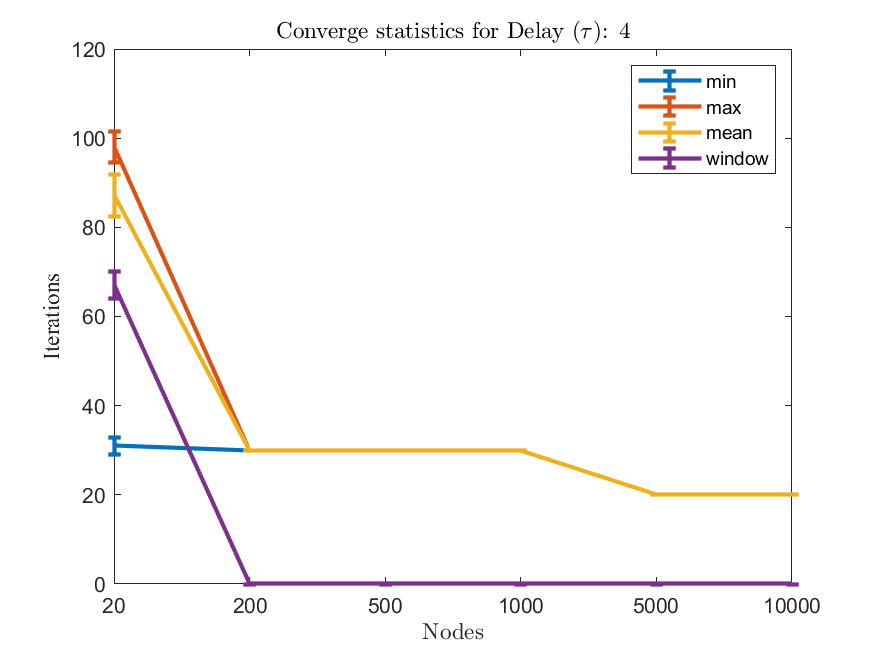 Converge statistics for Delay (τ): 4
120
100
80
60
40
20
0
Iterations
min
max
mean
window
20 200 500 1000 5000 10000
Nodes